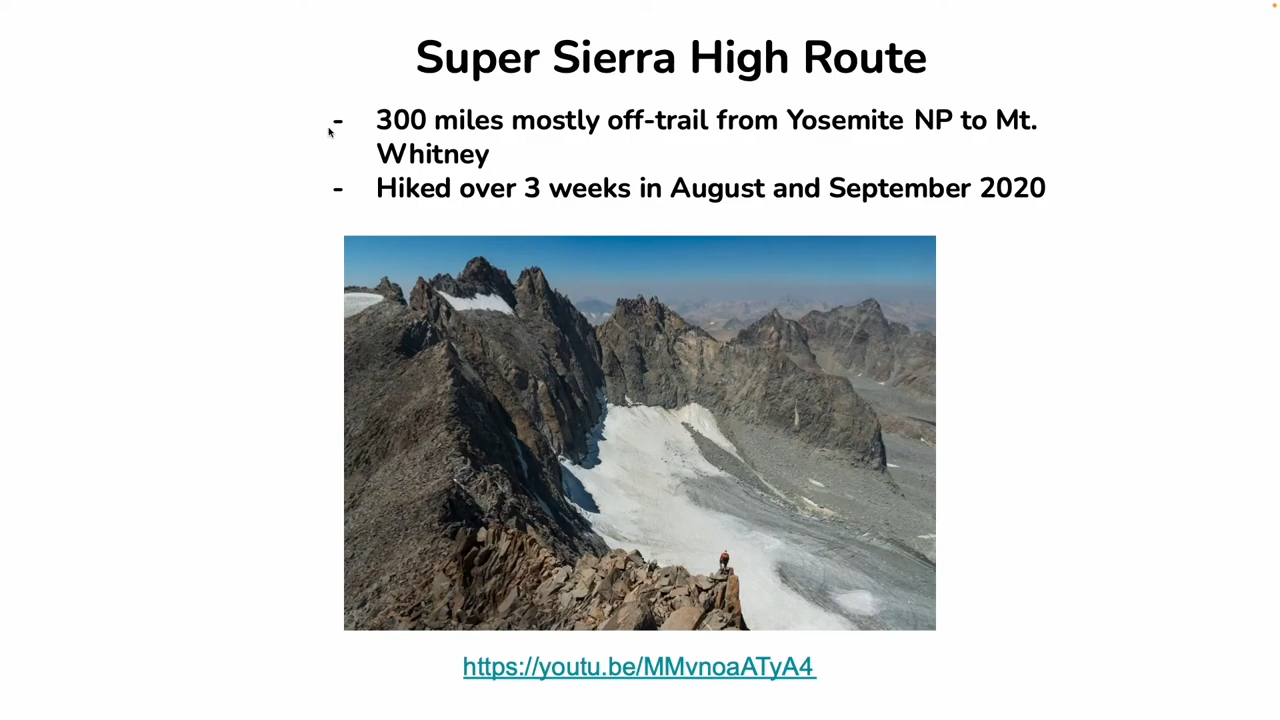 Super Sierra High Route
- 300 miles mostly off-trail from Yosemite NP to Mt.
Whitney
- Hiked over 3 weeks in August and September 2020
https://youtu.be/MMvnoaATyA4